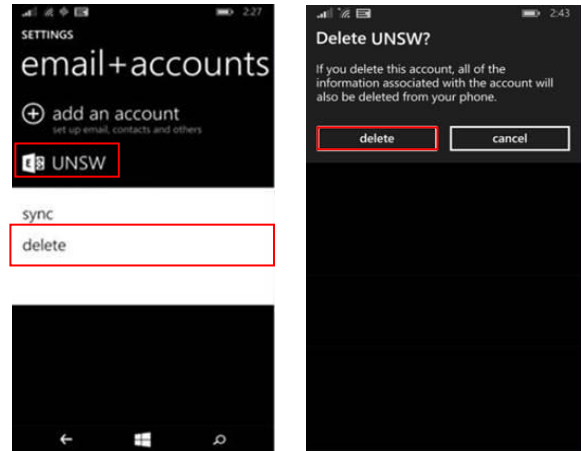 2:27
SETTINGS
email+accounts
add an account
set up email, contacts and others
UNSW
sync
delete
2:43
Delete UNSW?
If you delete this account, all of the
information associated with the account will
also be deleted from your phone.
delete
cancel